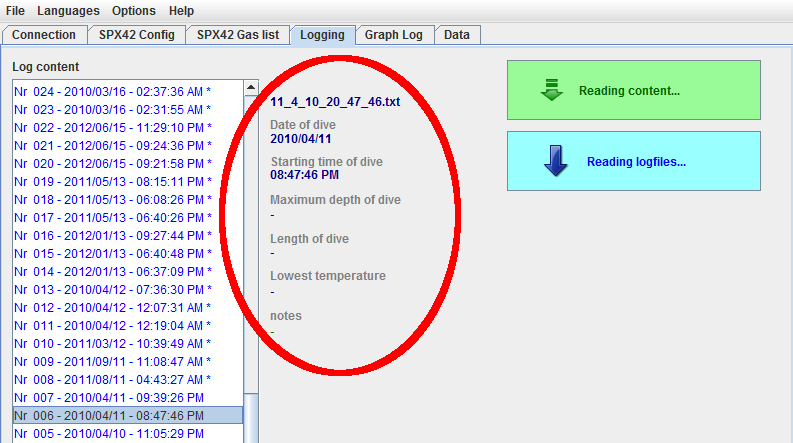 File Languages Options Help
Connection SPX42 Config SPX42 Gas list Logging Graph Log Data
Log content
Nr 024 - 2010/03/16 - 02:37:36 AM *
Nr 023 - 2010/03/16 - 02:31:55 AM *
Nr 022 - 2012/06/15 - 11:29:10 PM *
Nr 021 - 2012/06/15 - 09:24:36 PM *
Nr 020 - 2012/06/15 - 09:21:58 PM *
Nr 019 - 2011/05/13 - 08:15:11 PM *
Nr 018 - 2011/05/13 - 06:08:26 PM *
Nr 017 - 2011/05/13 - 06:40:26 PM *
Nr 016 - 2012/01/13 - 09:27:44 PM *
Nr 015 - 2012/01/13 - 06:40:48 PM *
Nr 014 - 2012/01/13 - 06:37:09 PM *
Nr 013 - 2010/04/12 - 07:36:30 PM *
Nr 012 - 2010/04/12 - 12:07:31 AM *
Nr 011 - 2010/04/12 - 12:19:04 AM *
Nr 010 - 2011/03/12 - 10:39:49 AM *
Nr 009 - 2011/09/11 - 11:08:47 AM *
Nr 008 - 2011/08/11 - 04:43:27 AM *
Nr 007 - 2010/04/11 - 09:39:26 PM
Nr 006 - 2010/04/11 - 08:47:46 PM
Nr 005 - 2010/04/10 - 11:05:29 PM
11_4_10_20_47_46.txt
Date of dive
2010/04/11
Starting time of dive
08:47:46 PM
Maximum depth of dive
-
Length of dive
-
Lowest temperature
-
notes
-
Reading content...
Reading logfiles...